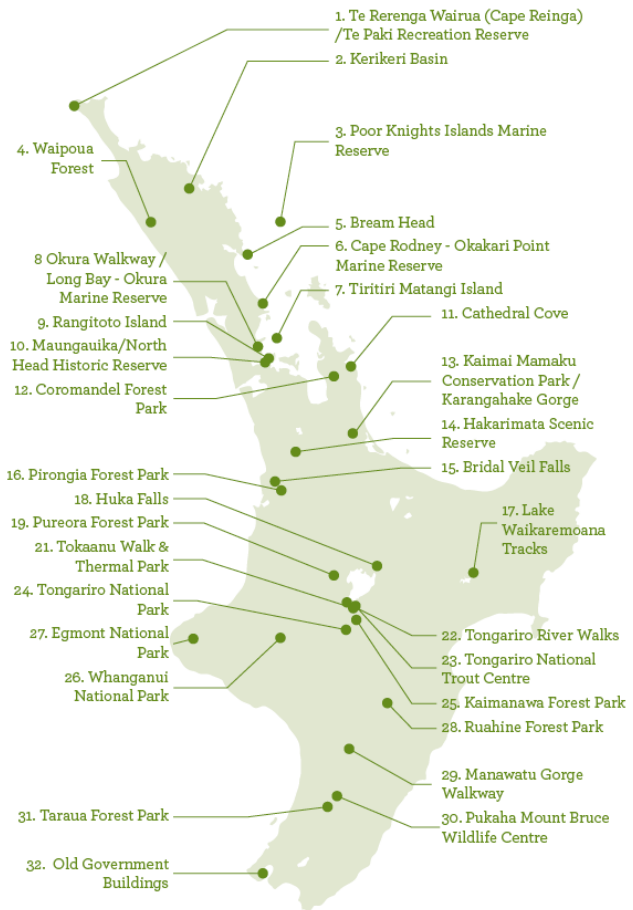 1. Te Rerenga Wairua (Cape Reinga)
/Te Paki Recreation Reserve
2. Kerikeri Basin
3. Poor Knights Islands Marine
Reserve
4. Waipoua
Forest
5. Bream Head
6. Cape Rodney - Okakari Point
Marine Reserve
7. Tiritiri Matangi Island
8 Okura Walkway /
Long Bay - Okura
Marine Reserve
9. Rangitoto Island
10. Maungauika/North
Head Historic Reserve
11. Cathedral Cove
12. Coromandel Forest
Park
13. Kaimai Mamaku
Conservation Park /
Karangahake Gorge
14. Hakarimata Scenic
Reserve
15. Bridal Veil Falls
16. Pirongia Forest Park
17. Lake
Waikaremoana
Tracks
18. Huka Falls
19. Pureora Forest Park
21. Tokaanu Walk &
Thermal Park
22. Tongariro River Walks
23. Tongariro National
Trout Centre
24. Tongariro National
Park
25. Kaimanawa Forest Park
26. Whanganui
National Park
27. Egmont National
Park
28. Ruahine Forest Park
29. Manawatu Gorge
Walkway
30. Pukaha Mount Bruce
Wildlife Centre
31. Taraua Forest Park
32. Old Government
Buildings